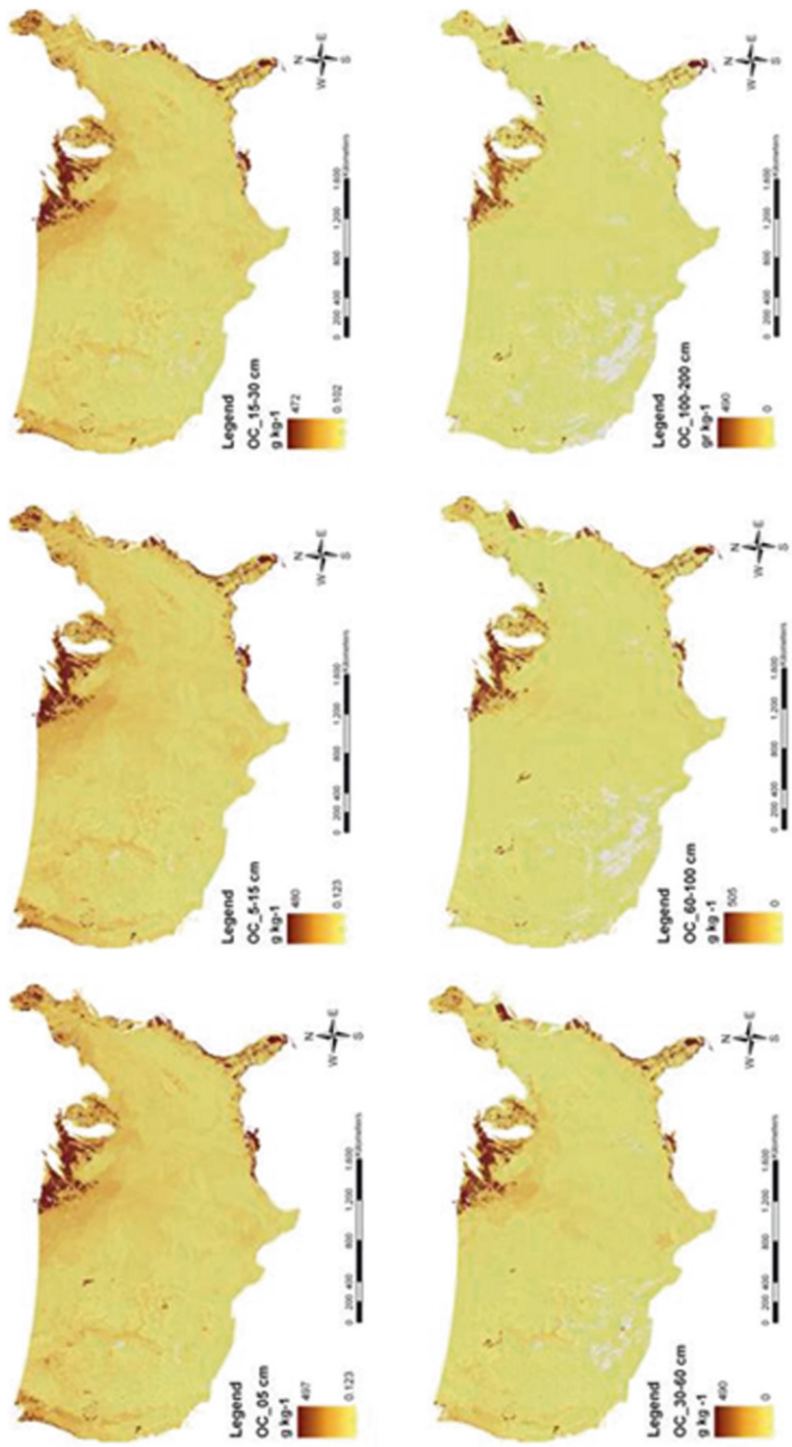 N
W E
S
Legend
OC_05 cm
g kg-1
497
0.123
0 200 400 800 1,200 1,600
Kilometers
N
W E
S
Legend
OC_5-15 cm
g kg-1
480
0.123
0 200 400 800 1,200 1,600
Kilometers
N
W E
S
Legend
OC_15-30 cm
g kg-1
472
0.102
0 200 400 800 1,200 1,600
Kilometers
N
W E
S
Legend
OC_30-60 cm
g kg -1
490
0
0 200 400 800 1,200 1,600
Kilometers
N
W E
S
Legend
OC_60-100 cm
g kg -1
505
0
0 200 400 800 1,200 1,600
Kilometers
N
W E
S
Legend
OC_100-200 cm
gr kg-1
490
0
0 200 400 800 1,200 1,600
Kilometers